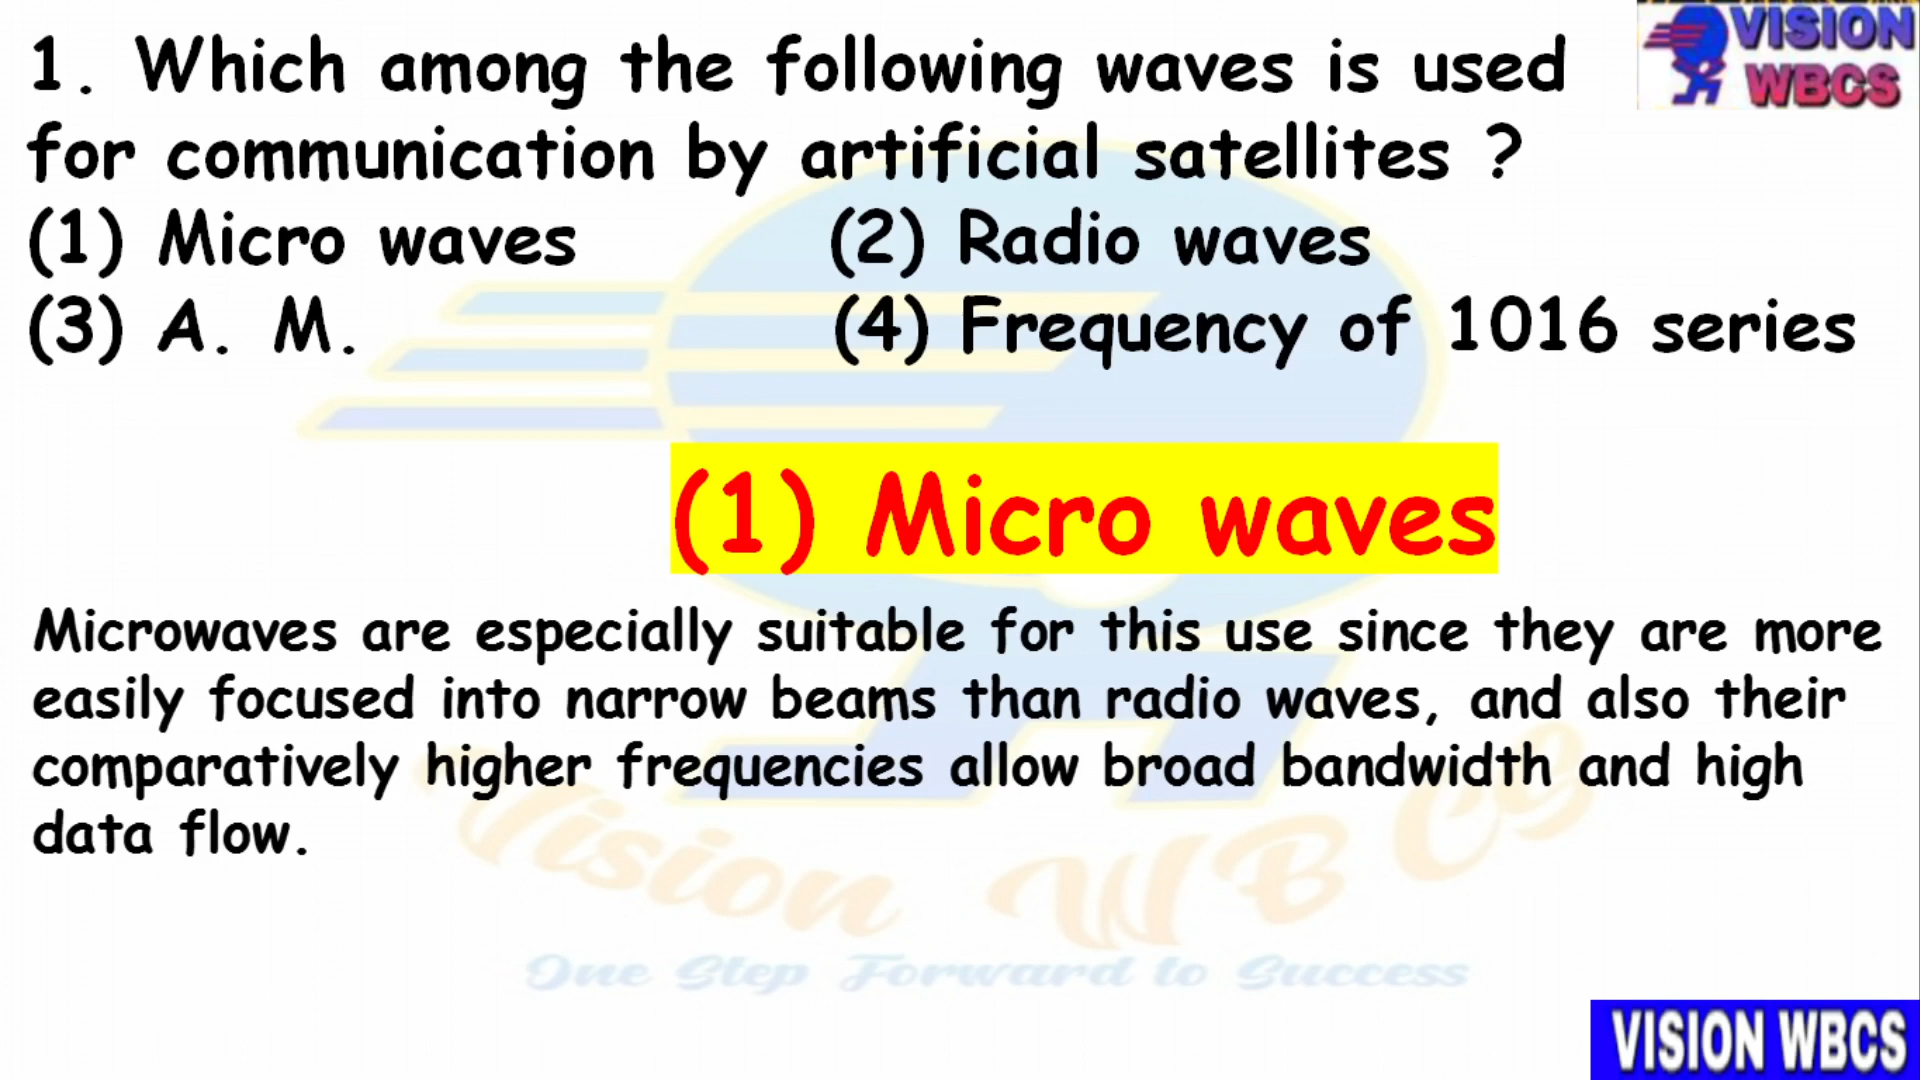 1. Which among the following waves is used
for communication by artificial satellites ?
(1) Micro waves (2) Radio waves
(3) A. M. (4) Frequency of 1016 series
(1) Micro waves
Microwaves are especially suitable for this use since they are more
easily focused into narrow beams than radio waves, and also their
comparatively higher frequencies allow broad bandwidth and high
data flow.
VISION
WBCS
Vision WBCS
One Step Forward to Success
VISION WBCS